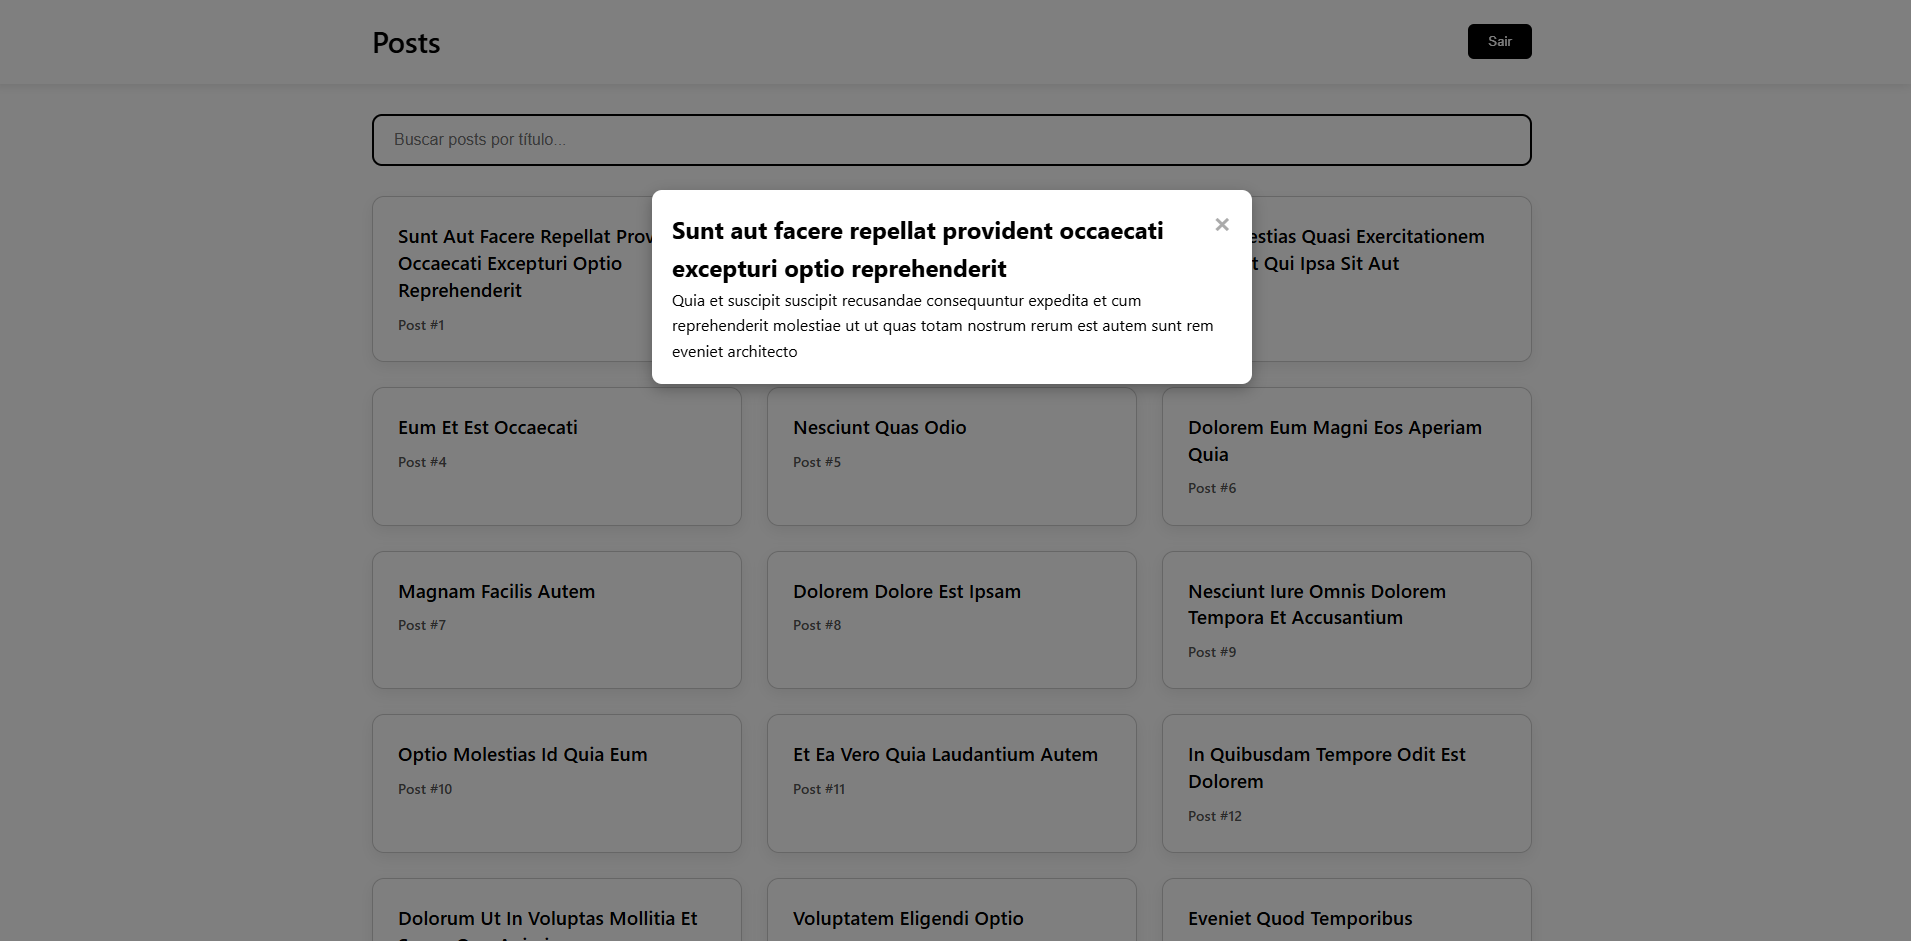 Posts
Sair
Buscar posts por título...
Sunt aut facere repellat provident occaecati
excepturi optio reprehenderit
Quia et suscipit suscipit recusandae consequuntur expedita et cum
reprehenderit molestiae ut ut quas totam nostrum rerum est autem sunt rem
eveniet architecto
Sunt Aut Facere Repellat
Occaecati Excepturi Optio
Reprehenderit
Post #1
Quasi Exercitationem
Qui Ipsa Sit Aut
Eum Et Est Occaecati
Post #4
Nesciunt Quas Odio
Post #5
Dolorem Eum Magni Eos Aperiam
Quia
Post #6
Magnam Facilis Autem
Post #7
Dolorem Dolore Est Ipsam
Post #8
Nesciunt Iure Omnis Dolorem
Tempora Et Accusantium
Post #9
Optio Molestias Id Quia Eum
Post #10
Et Ea Vero Quia Laudantium Autem
Post #11
In Quibusdam Tempore Odit Est
Dolorem
Post #12
Dolorum Ut In Voluptas Mollitia Et
Voluptatem Eligendi Optio
Eveniet Quod Temporibus